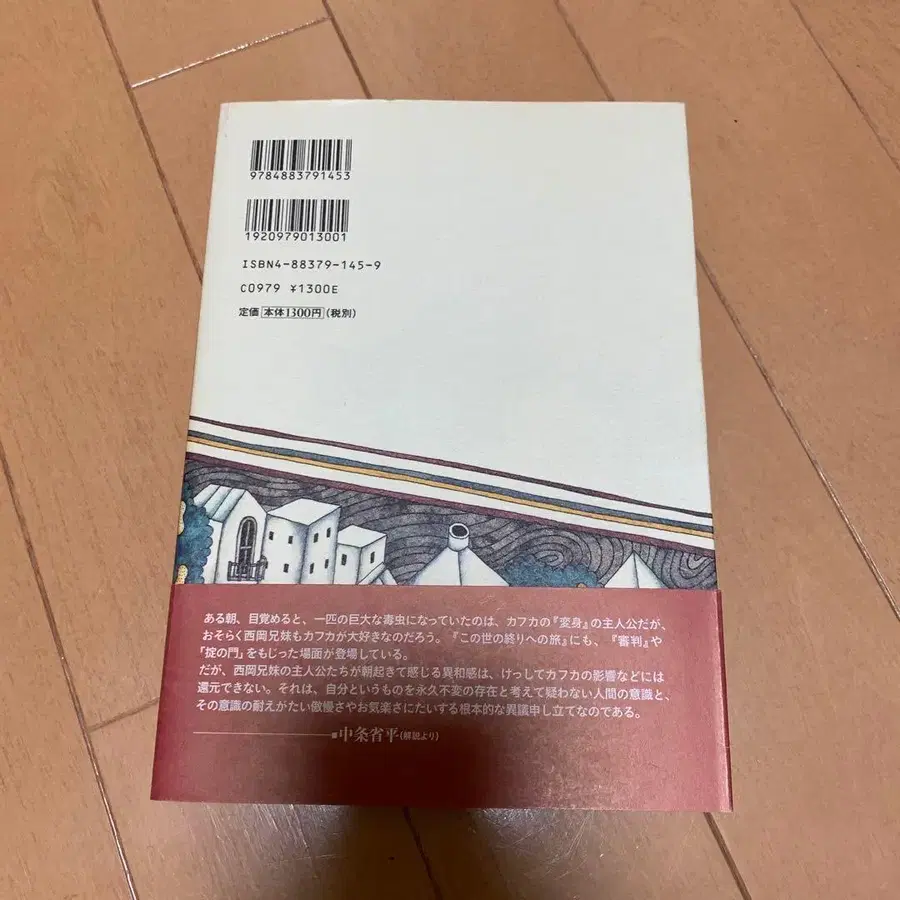 9784883791453
1920979013001
ISBN4-88379-145-9
C0979 ¥1300E
定価 本体1300円 (税別)
ある朝、目覚めると、一匹の巨大な毒虫になっていたのは、カフカの『変身』の主人公だが、
おそらく西岡兄妹もカフカが大好きなのだろう。『この世の終りへの旅』にも、『審判』や
「掟の門」をもじった場面が登場している。
だが、西岡兄妹の主人公たちが朝起きて感じる異和感は、けっしてカフカの影響などには
還元できない。それは、自分というものを永久不変の存在と考えて疑わない人間の意識と、
その意識の耐えがたい傲慢さやお気楽さにたいする根本的な異議申し立てなのである。
中条省平(解説より)